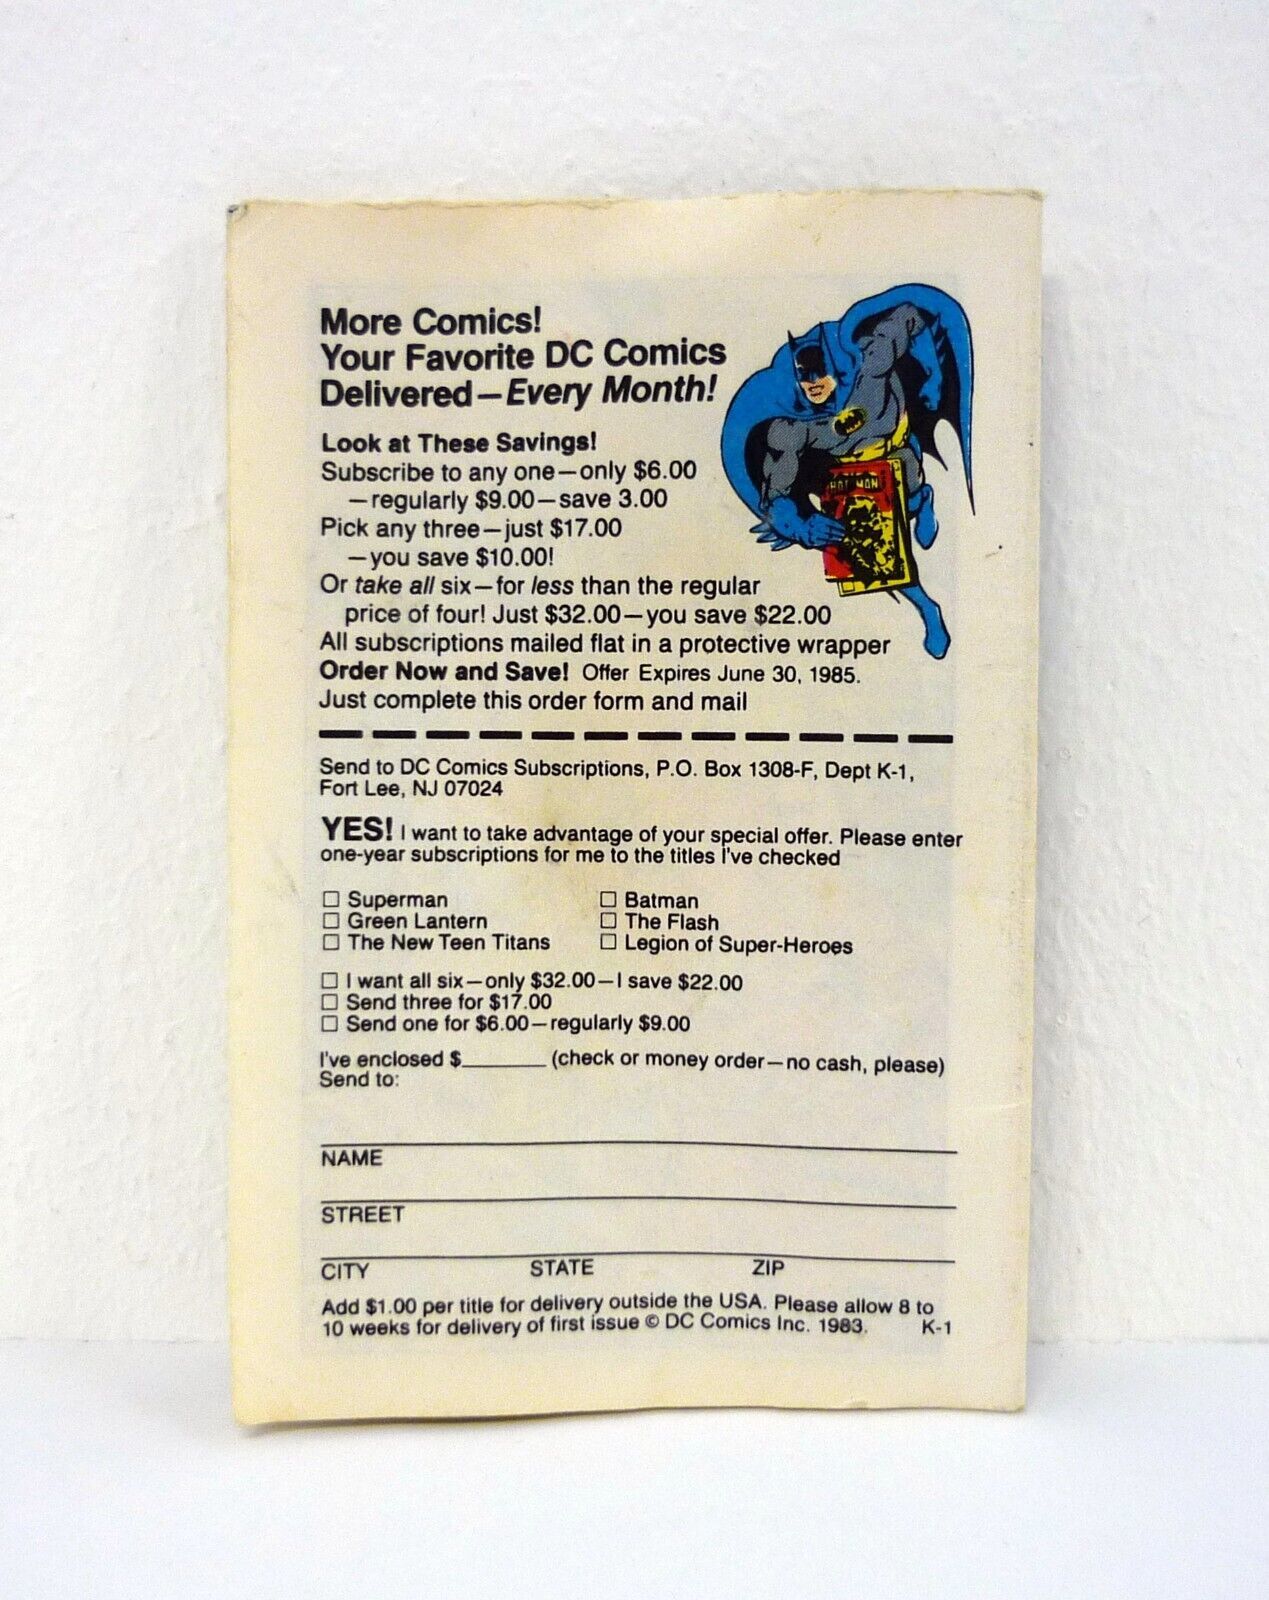 More Comics!
Your Favorite DC Comics
Delivered—Every Month!
Look at These Savings!
Subscribe to any one—only $6.00
—regularly $9.00—save 3.00
Pick any three—just $17.00
—you save $10.00!
Or take all six—for less than the regular
price of four! Just $32.00—you save $22.00
All subscriptions mailed flat in a protective wrapper
Order Now and Save! Offer Expires June 30, 1985.
Just complete this order form and mail
Send to DC Comics Subscriptions, P.O. Box 1308-F, Dept K-1,
Fort Lee, NJ 07024
YES! I want to take advantage of your special offer. Please enter
one-year subscriptions for me to the titles I've checked
☐ Superman ☐ Batman
☐ Green Lantern ☐ The Flash
☐ The New Teen Titans ☐ Legion of Super-Heroes
☐ I want all six—only $32.00—I save $22.00
☐ Send three for $17.00
☐ Send one for $6.00—regularly $9.00
I've enclosed $______ (check or money order—no cash, please)
Send to:
NAME
STREET
CITY STATE ZIP
Add $1.00 per title for delivery outside the USA. Please allow 8 to
10 weeks for delivery of first issue © DC Comics Inc. 1983. K-1